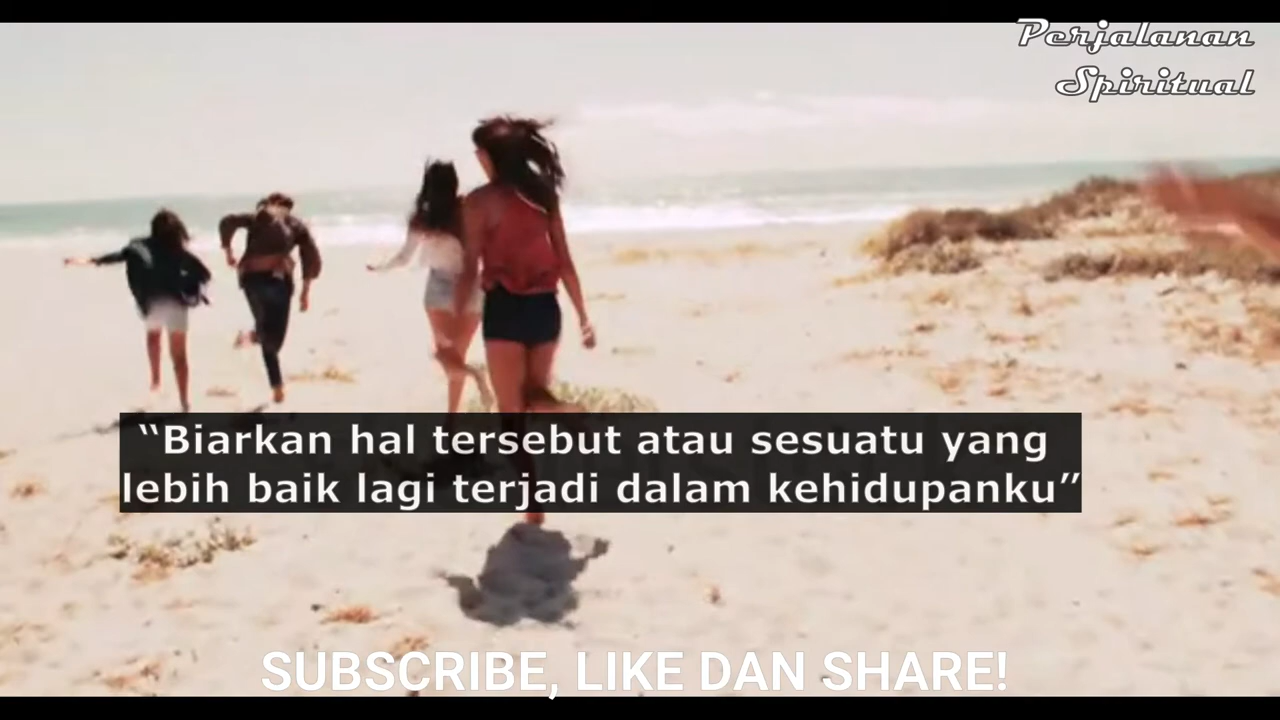 Perjalanan
Spiritual
“Biarkan hal tersebut atau sesuatu yang
lebih baik lagi terjadi dalam kehidupanku”
SUBSCRIBE, LIKE DAN SHARE!